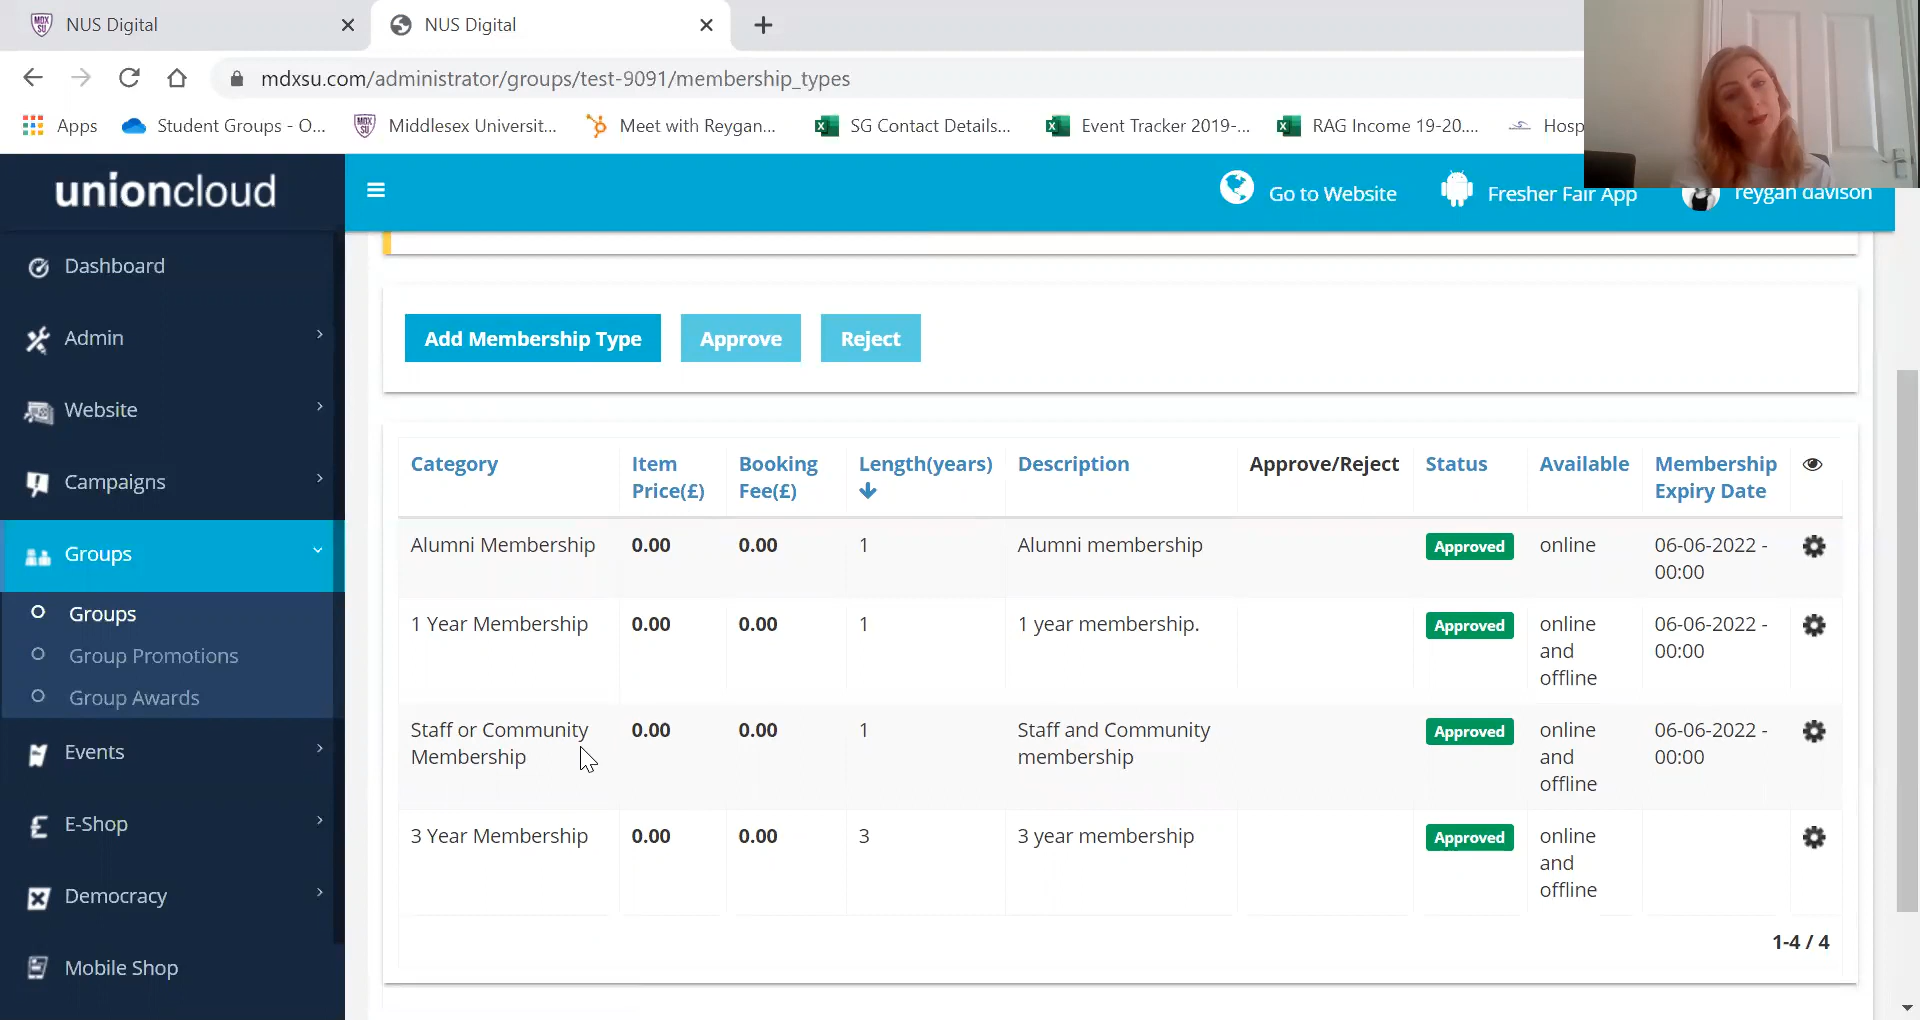 NUS Digital
NUS Digital
mdxsu.com/administrator/groups/test-9091/membership_types
Apps
Student Groups - O...
Middlesex Universit...
Meet with Reygan...
SG Contact Details...
Event Tracker 2019-...
RAG Income 19-20....
Hosp
unioncloud
Go to Website
Fresher Fair App
reygan davison
Dashboard
Admin
Website
Campaigns
Groups
Groups
Group Promotions
Group Awards
Events
E-Shop
Democracy
Mobile Shop
Add Membership Type
Approve
Reject
Category
Item Price(£)
Booking Fee(£)
Length(years)
Description
Approve/Reject
Status
Available
Membership Expiry Date
Alumni Membership 0.00 0.00 1 Alumni membership Approved online 06-06-2022 - 00:00
1 Year Membership 0.00 0.00 1 1 year membership. Approved online and offline 06-06-2022 - 00:00
Staff or Community Membership 0.00 0.00 1 Staff and Community membership Approved online and offline 06-06-2022 - 00:00
3 Year Membership 0.00 0.00 3 3 year membership Approved online and offline
1-4 / 4